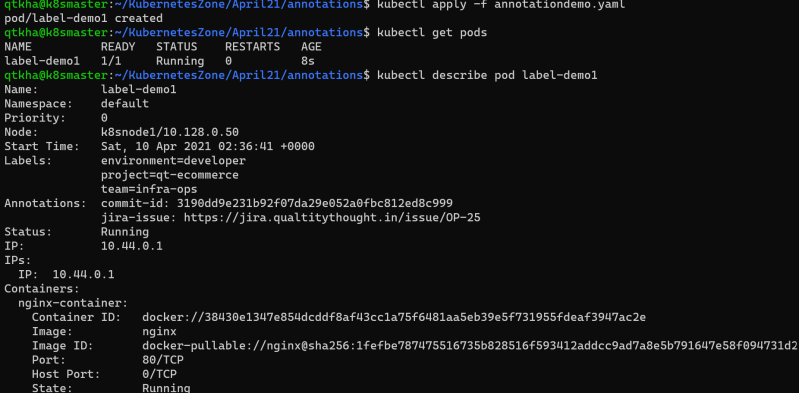 qtkha@k8smaster:~/KubernetesZone/April21/annotations$ kubectl apply -f annotationdemo.yaml
pod/label-demo1 created
qtkha@k8smaster:~/KubernetesZone/April21/annotations$ kubectl get pods
NAME          READY   STATUS    RESTARTS   AGE
label-demo1   1/1     Running   0          8s
qtkha@k8smaster:~/KubernetesZone/April21/annotations$ kubectl describe pod label-demo1
Name:         label-demo1
Namespace:    default
Priority:     0
Node:         k8snode1/10.128.0.50
Start Time:   Sat, 10 Apr 2021 02:36:41 +0000
Labels:       environment=developer
              project=qt-ecommerce
              team=infra-ops
Annotations:  commit-id: 3190dd9e231b92f07da29e052a0fbc812ed8c999
              jira-issue: https://jira.qualtitythought.in/issue/OP-25
Status:       Running
IP:           10.44.0.1
IPs:
  IP:  10.44.0.1
Containers:
  nginx-container:
    Container ID:   docker://38430e1347e854dcddf8af43cc1a75f6481aa5eb39e5f731955fdeaf3947ac2e
    Image:          nginx
    Image ID:       docker-pullable://nginx@sha256:1fefbe787475516735b828516f593412addcc9ad7a8e5b791647e58f094731d2
    Port:           80/TCP
    Host Port:      0/TCP
    State:          Running